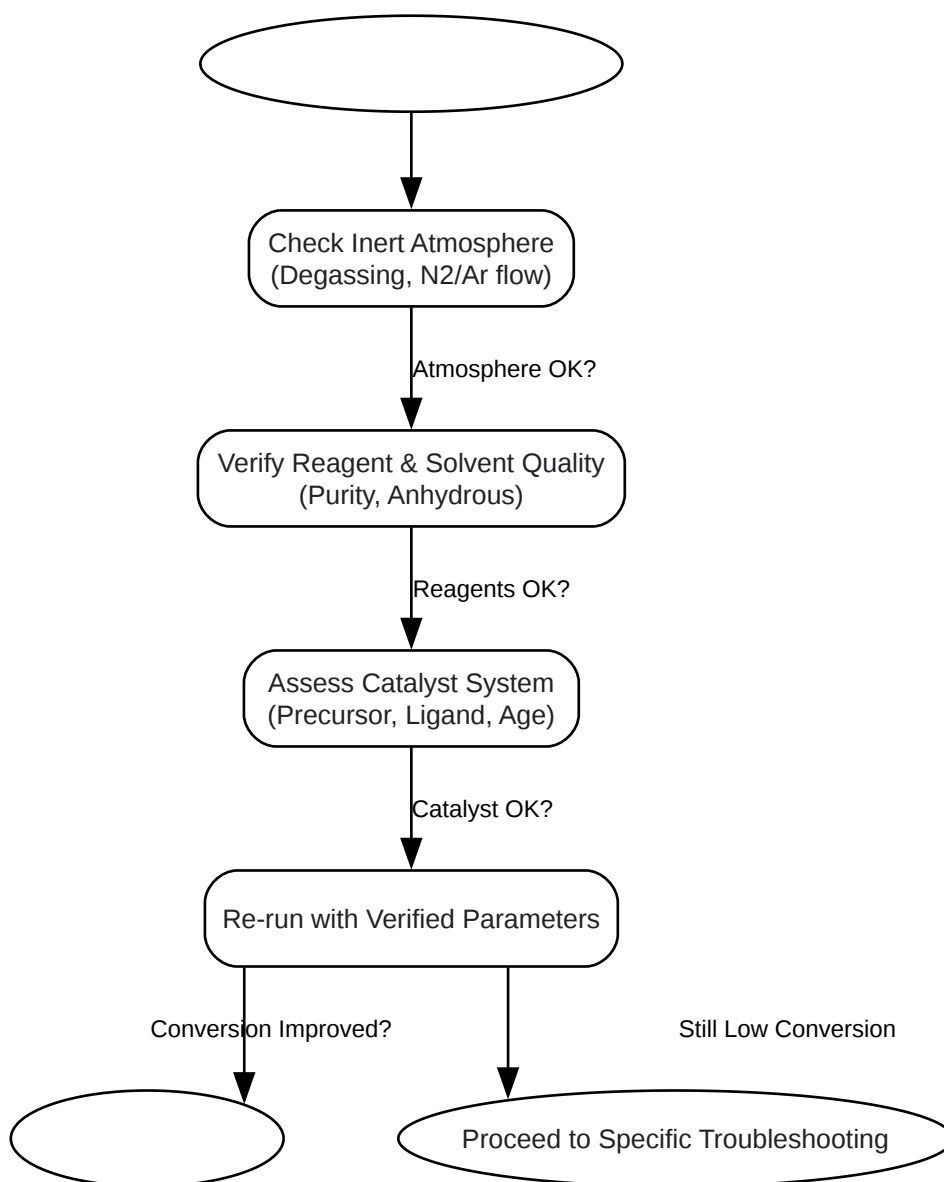 Check Inert Atmosphere
(Degassing, N2/Ar flow)
Atmosphere OK?
Verify Reagent & Solvent Quality
(Purity, Anhydrous)
Reagents OK?
Assess Catalyst System
(Precursor, Ligand, Age)
Catalyst OK?
Re-run with Verified Parameters
Conversion Improved?
Still Low Conversion
Proceed to Specific Troubleshooting